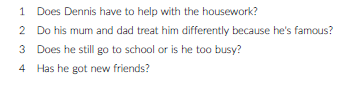 1 Does Dennis have to help with the housework?
2 Do his mum and dad treat him differently because he's famous?
3 Does he still go to school or is he too busy?
4 Has he got new friends?